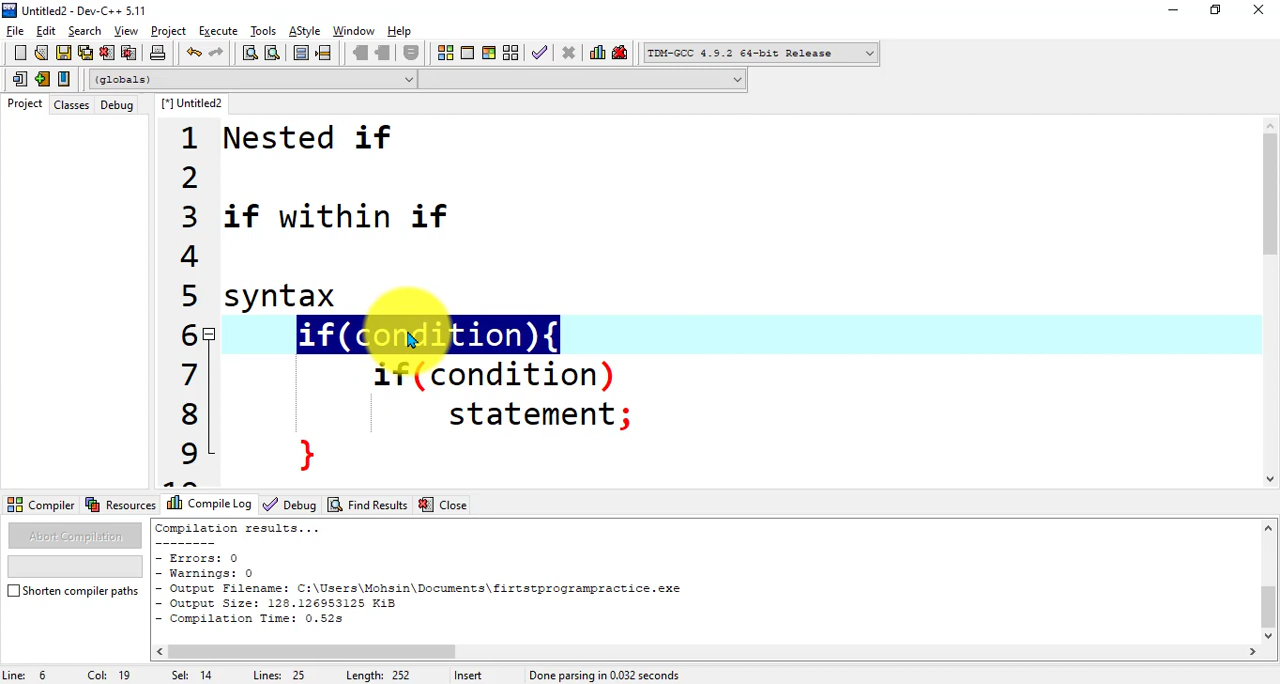 Untitled2 - Dev-C++ 5.11
File Edit Search View Project Execute Tools AStyle Window Help
TDM-GCC 4.9.2 64-bit Release
(globals)
Project Classes Debug [*] Untitled2
1 Nested if
2
3 if within if
4
5 syntax
6 if(condition){
7 if(condition)
8 statement;
9 }
Compiler Resources Compile Log Debug Find Results Close
Abort Compilation
Shorten compiler paths
Compilation results...
--------
- Errors: 0
- Warnings: 0
- Output Filename: C:\Users\Mohsin\Documents\firtstprogrampractice.exe
- Output Size: 128.126953125 KiB
- Compilation Time: 0.52s
Line: 6 Col: 19 Sel: 14 Lines: 25 Length: 252 Insert Done parsing in 0.032 seconds